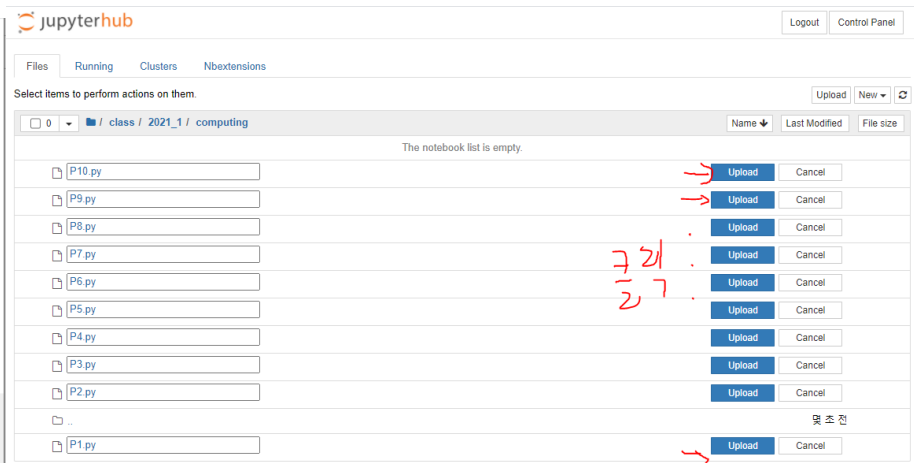 jupyterhub
Logout Control Panel
Files Running Clusters Nbextensions
Select items to perform actions on them.
Upload New
0 / class / 2021_1 / computing Name Last Modified File size
The notebook list is empty.
P10.py Upload Cancel
P9.py Upload Cancel
P8.py Upload Cancel
P7.py Upload Cancel
P6.py Upload Cancel
P5.py Upload Cancel
P4.py Upload Cancel
P3.py Upload Cancel
P2.py Upload Cancel
.. 몇 초 전
P1.py Upload Cancel